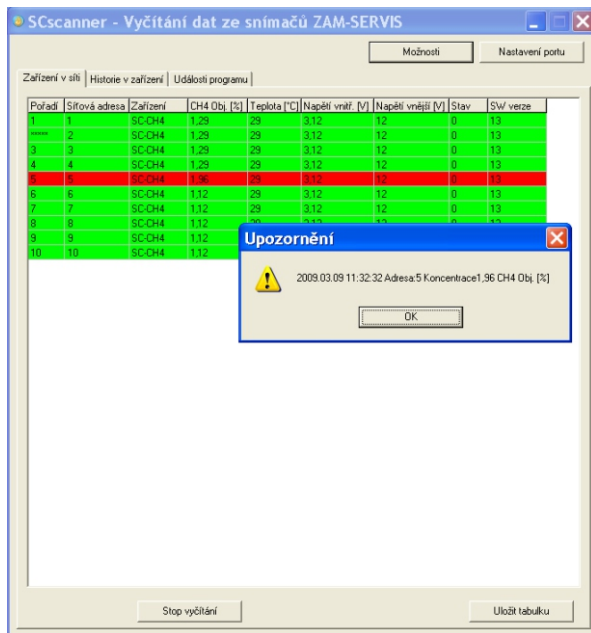 SCscanner - Vyčítání dat ze snímačů ZAM-SERVIS
Možnosti Nastavení portu
Zařízení v síti Historie v zařízení Události programu
Pořadí Síťová adresa Zařízení CH4 Obj. [%] Teplota [°C] Napětí vnitř. [V] Napětí vnější [V] Stav SW verze
1 1 SC-CH4 1,29 29 3,12 12 0 13
***** 2 SC-CH4 1,29 29 3,12 12 0 13
3 3 SC-CH4 1,29 29 3,12 12 0 13
4 4 SC-CH4 1,29 29 3,12 12 0 13
5 5 SC-CH4 1,96 29 3,12 12 0 13
6 6 SC-CH4 1,12 29 3,12 12 0 13
7 7 SC-CH4 1,12 29 3,12 12 0 13
8 8 SC-CH4 1,12 29 3,12 12 0 13
9 9 SC-CH4 1,12
10 10 SC-CH4 1,12
Upozornění
2009.03.09 11:32:32 Adresa:5 Koncentrace1,96 CH4 Obj. [%]
OK
Stop vyčítání Uložit tabulku